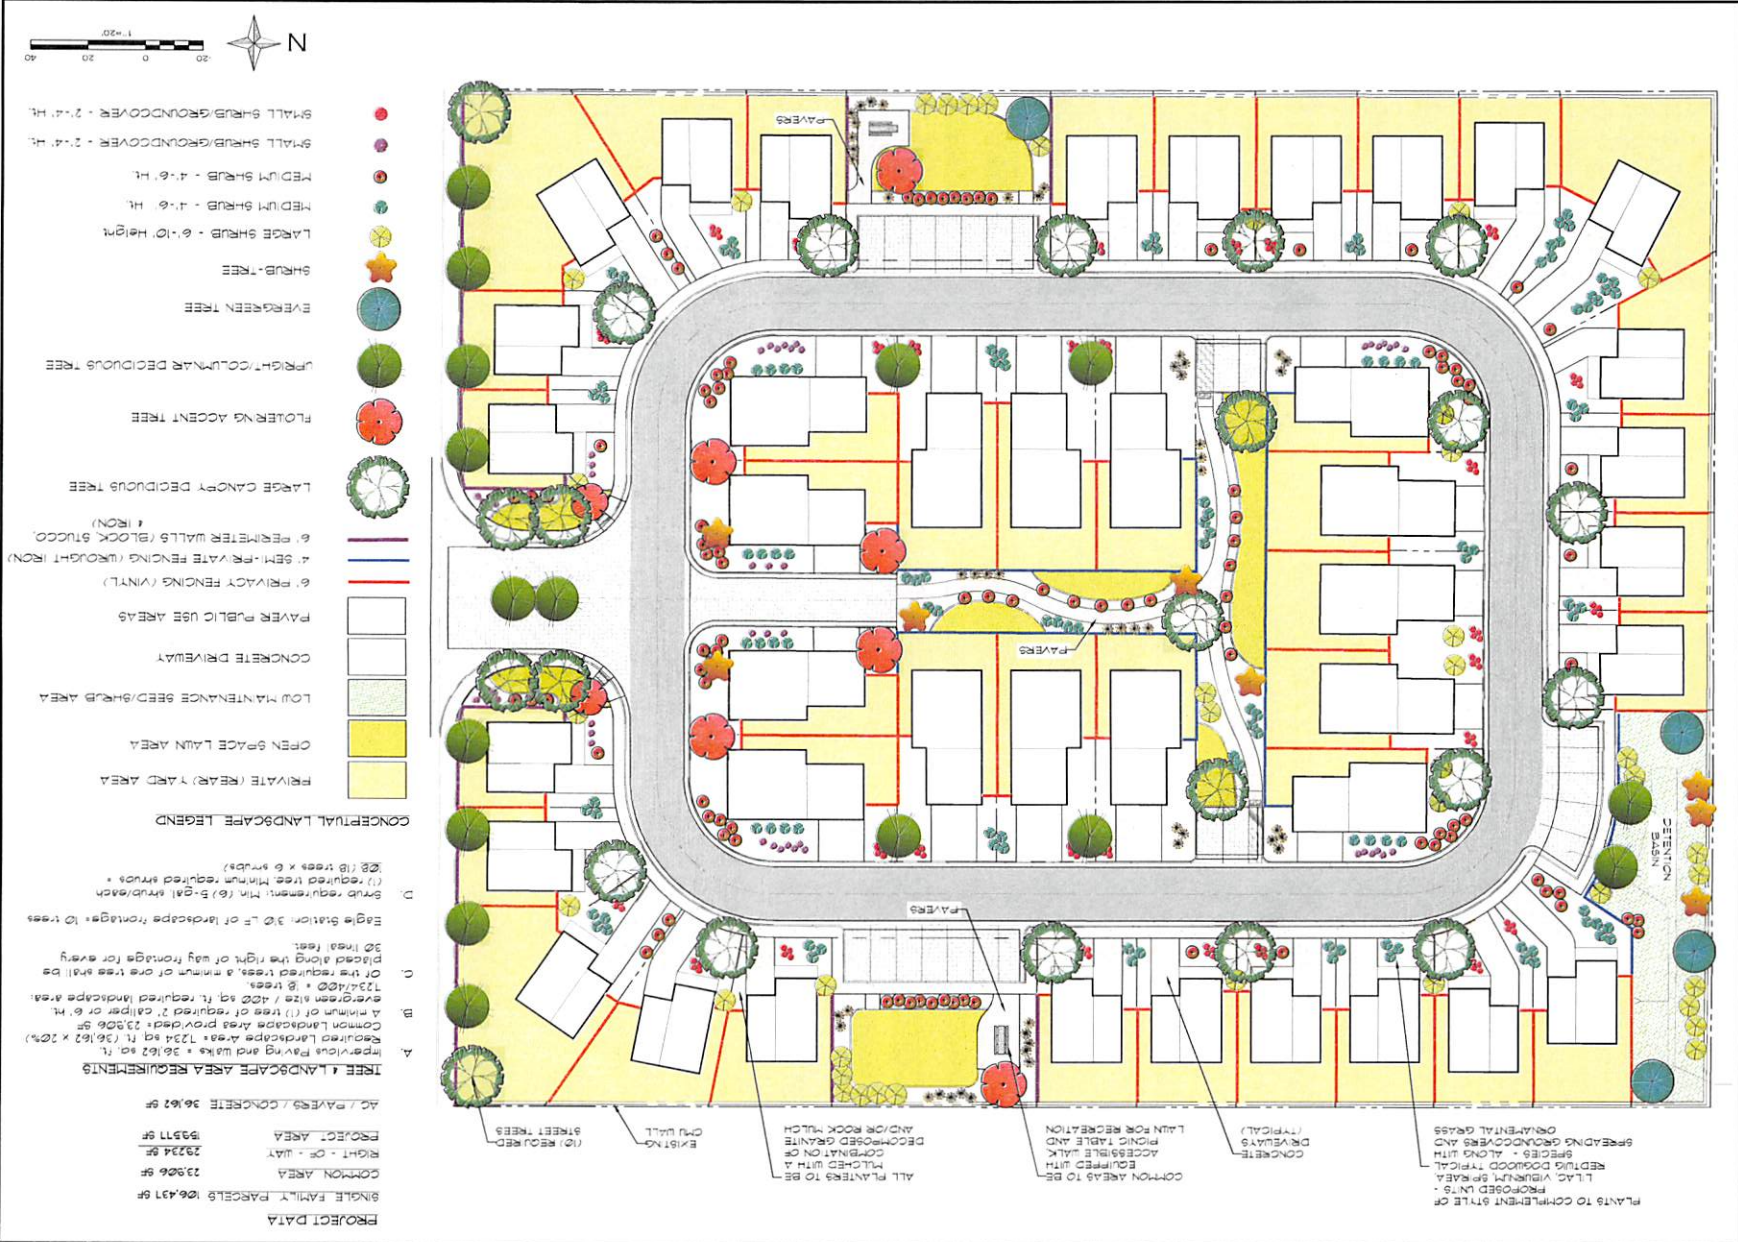 PLANTS TO COMPLEMENT STYLE OF
PROPOSED UNITS -
LILAC, VIBURNUM, SPIRAEA
REDTWIG DOGWOOD TYPICAL
SPECIES - ALONG WITH
SPREADING GROUNDCOVERS AND
ORNAMENTAL GRASS
CONCRETE
DRIVEWAYS
(TYPICAL)
COMMON AREAS TO BE
EQUIPPED WITH
ACCESSIBLE WALK,
PICNIC TABLE AND
LAWN FOR RECREATION
ALL PLANTERS TO BE
MULCHED WITH A
COMBINATION OF
DECOMPOSED GRANITE
AND/OR ROCK MULCH
EXISTING
CMU WALL
(10) REQUIRED
STREET TREES
PAVERS
DETENTION
BASIN
PAVERS
PAVERS
PROJECT DATA
SINGLE FAMILY PARCELS 106,437 SF
COMMON AREA 23,906 SF
RIGHT - OF - WAY 29,234 SF
PROJECT AREA 159,577 SF
AC / PAVERS / CONCRETE 36,162 SF
TREE & LANDSCAPE AREA REQUIREMENTS
A. Impervious Paving and Walks = 36,162 sq. ft.
Required Landscape Area= 7,234 sq. ft. (36,162 x 20%)
Common Landscape Area provided= 23,906 SF
B. A minimum of (1) tree of required 2" caliper or 6' ht.
evergreen size / 400 sq. ft. required landscape area:
7,234/400 = 18 trees.
C. Of the required trees, a minimum of one tree shall be
placed along the right of way frontage for every
30 lineal feet.
Eagle Station: 310 LF of landscape frontage= 10 trees
D. Shrub requirement: Min. (6) 5-gal. shrub/each
(1) required tree. Minimum required shrubs =
108 (18 trees x 6 shrubs)
CONCEPTUAL LANDSCAPE LEGEND
PRIVATE (REAR) YARD AREA
OPEN SPACE LAWN AREA
LOW MAINTENANCE SEED/SHRUB AREA
CONCRETE DRIVEWAY
PAVER PUBLIC USE AREAS
6' PRIVACY FENCING (VINYL)
4' SEMI-PRIVATE FENCING (WROUGHT IRON)
6' PERIMETER WALLS (BLOCK, STUCCO,
& IRON)
LARGE CANOPY DECIDUOUS TREE
FLOWERING ACCENT TREE
UPRIGHT/COLUMNAR DECIDUOUS TREE
EVERGREEN TREE
SHRUB-TREE
LARGE SHRUB - 6'-10' Height
MEDIUM SHRUB - 4'-6' Ht.
MEDIUM SHRUB - 4'-6' Ht.
SMALL SHRUB/GROUNDCOVER - 2'-4' Ht.
SMALL SHRUB/GROUNDCOVER - 2'-4' Ht.
N
-20 0 20 40
1"=20'